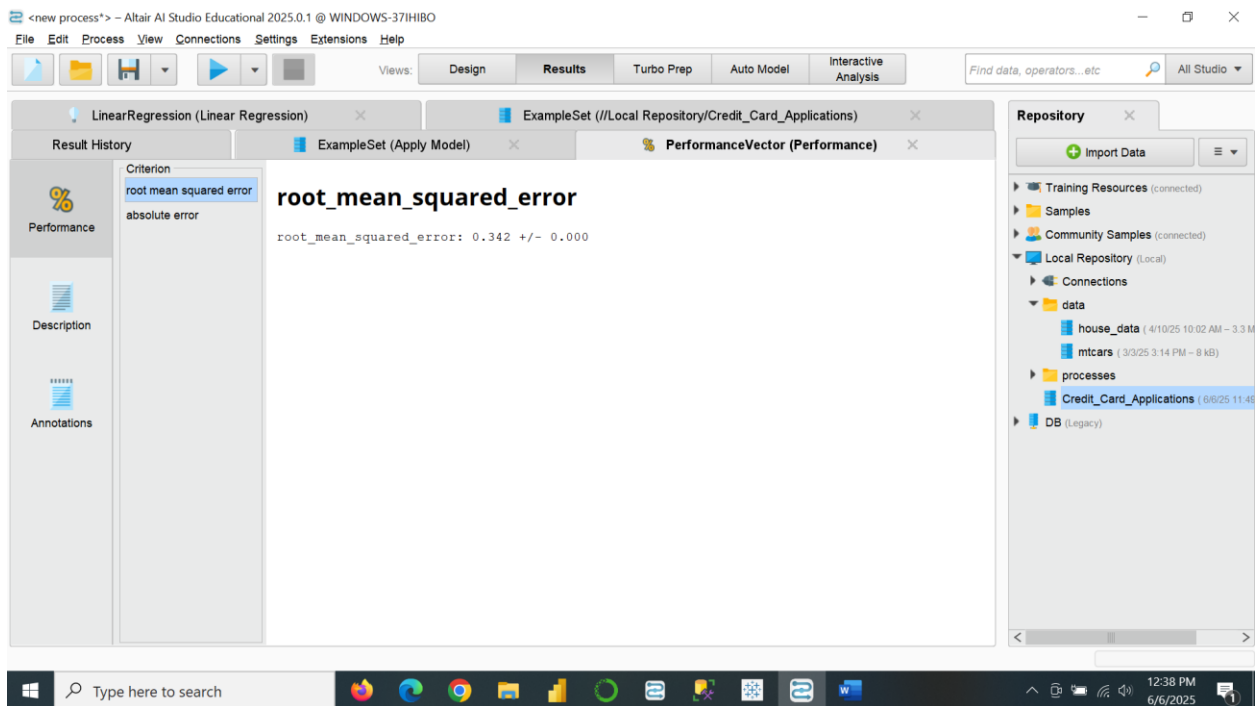 <new process*> – Altair AI Studio Educational 2025.0.1 @ WINDOWS-37IHIBO
File Edit Process View Connections Settings Extensions Help
Views: Design Results Turbo Prep Auto Model Interactive Analysis Find data, operators...etc All Studio
LinearRegression (Linear Regression) ExampleSet (//Local Repository/Credit_Card_Applications)
Result History ExampleSet (Apply Model) PerformanceVector (Performance)
Performance
Description
Annotations
Criterion
root mean squared error
absolute error
root_mean_squared_error
root_mean_squared_error: 0.342 +/- 0.000
Repository
Import Data
Training Resources (connected)
Samples
Community Samples (connected)
Local Repository (Local)
Connections
data
house_data ( 4/10/25 10:02 AM – 3.3 M
mtcars ( 3/3/25 3:14 PM – 8 kB)
processes
Credit_Card_Applications ( 6/6/25 11:49
DB (Legacy)
Type here to search
12:38 PM
6/6/2025